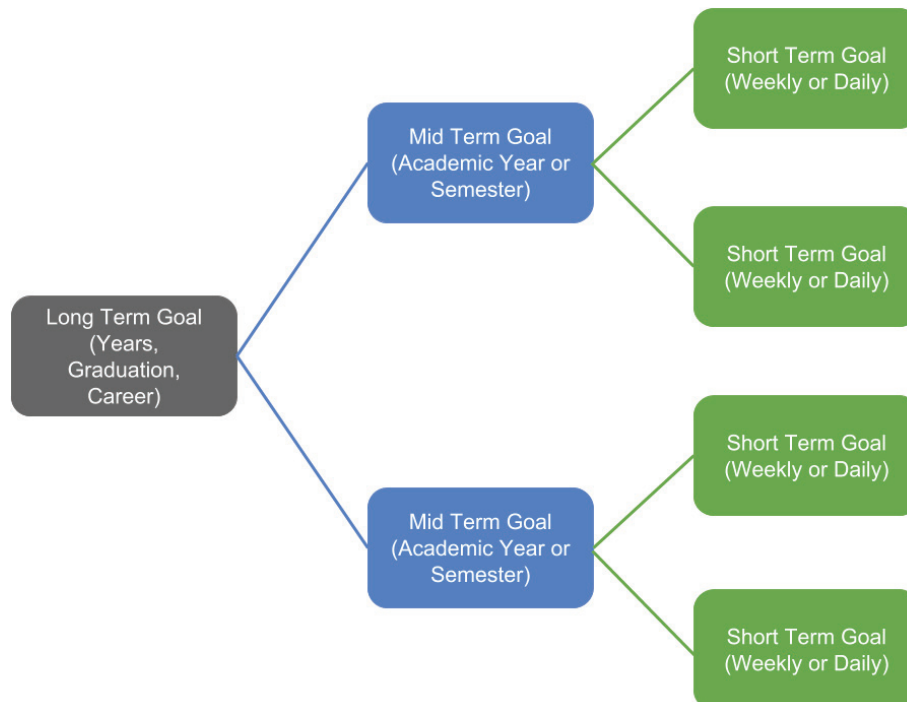 Long Term Goal
(Years,
Graduation,
Career)
Mid Term Goal
(Academic Year or
Semester)
Short Term Goal
(Weekly or Daily)
Short Term Goal
(Weekly or Daily)
Mid Term Goal
(Academic Year or
Semester)
Short Term Goal
(Weekly or Daily)
Short Term Goal
(Weekly or Daily)